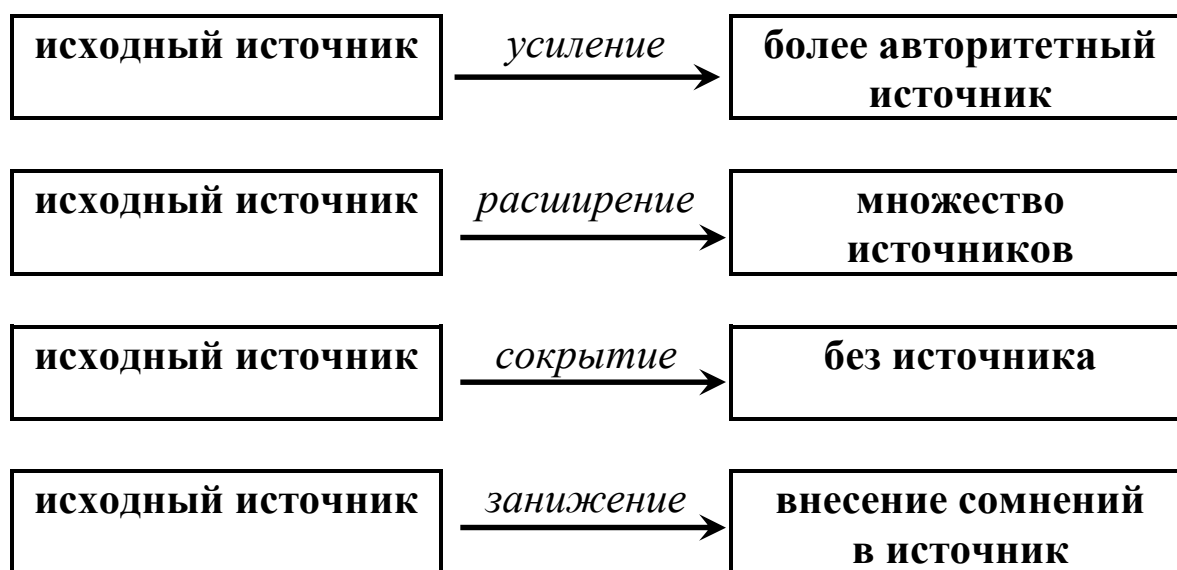 исходный источник
усиление
более авторитетный
источник
исходный источник
расширение
множество
источников
исходный источник
сокрытие
без источника
исходный источник
занижение
внесение сомнений
в источник